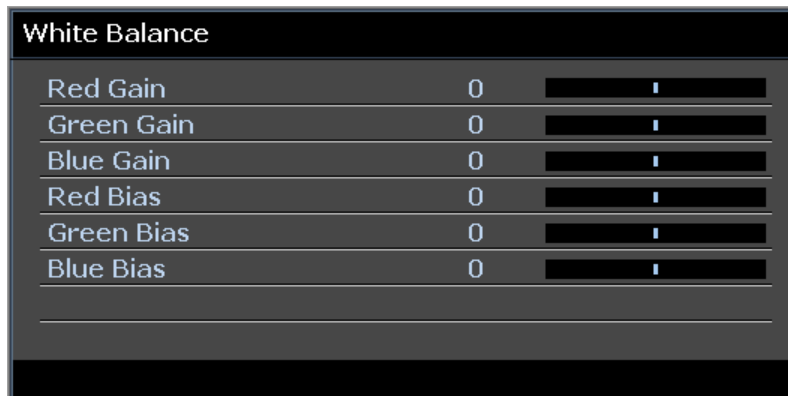 White Balance
Red Gain 0
Green Gain 0
Blue Gain 0
Red Bias 0
Green Bias 0
Blue Bias 0